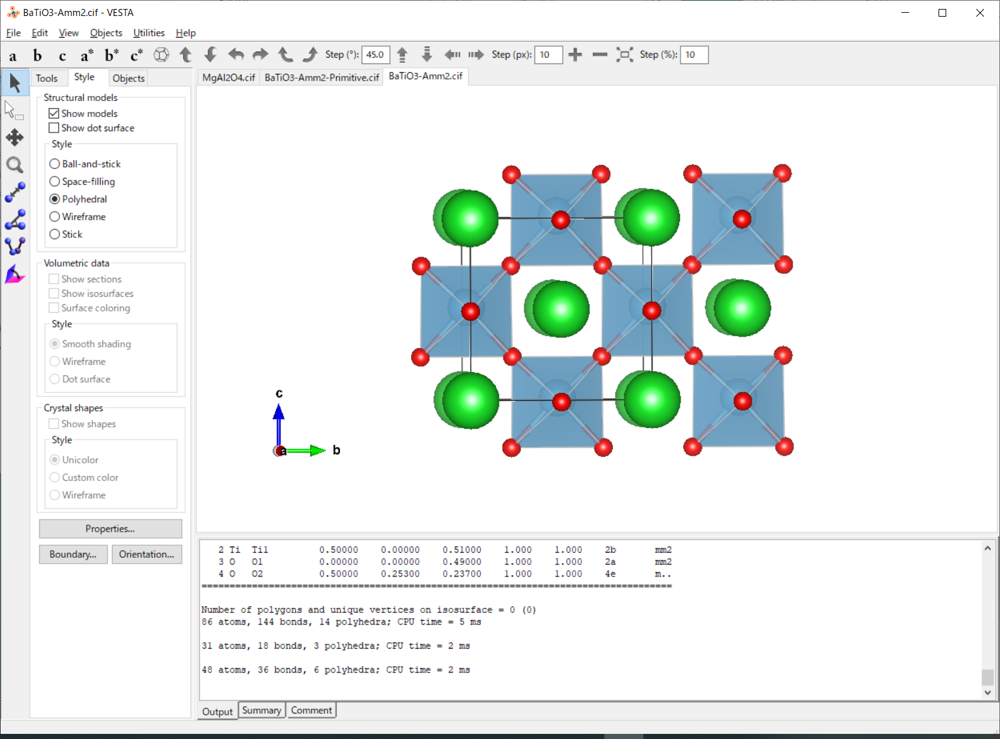 BaTiO3-Amm2.cif - VESTA
File Edit View Objects Utilities Help
a b c a* b* c* Step (°): 45.0 Step (px): 10 Step (%): 10
Tools Style Objects
MgAl2O4.cif BaTiO3-Amm2-Primitive.cif BaTiO3-Amm2.cif
Structural models
Show models
Show dot surface
Style
Ball-and-stick
Space-filling
Polyhedral
Wireframe
Stick
Volumetric data
Show sections
Show isosurfaces
Surface coloring
Style
Smooth shading
Wireframe
Dot surface
Crystal shapes
Show shapes
Style
Unicolor
Custom color
Wireframe
Properties...
Boundary... Orientation...
c
a b
2 Ti Ti1 0.50000 0.00000 0.51000 1.000 1.000 2b mm2
3 O O1 0.00000 0.00000 0.49000 1.000 1.000 2a mm2
4 O O2 0.50000 0.25300 0.23700 1.000 1.000 4e m..
Number of polygons and unique vertices on isosurface = 0 (0)
86 atoms, 144 bonds, 14 polyhedra; CPU time = 5 ms
31 atoms, 18 bonds, 3 polyhedra; CPU time = 2 ms
48 atoms, 36 bonds, 6 polyhedra; CPU time = 2 ms
Output Summary Comment